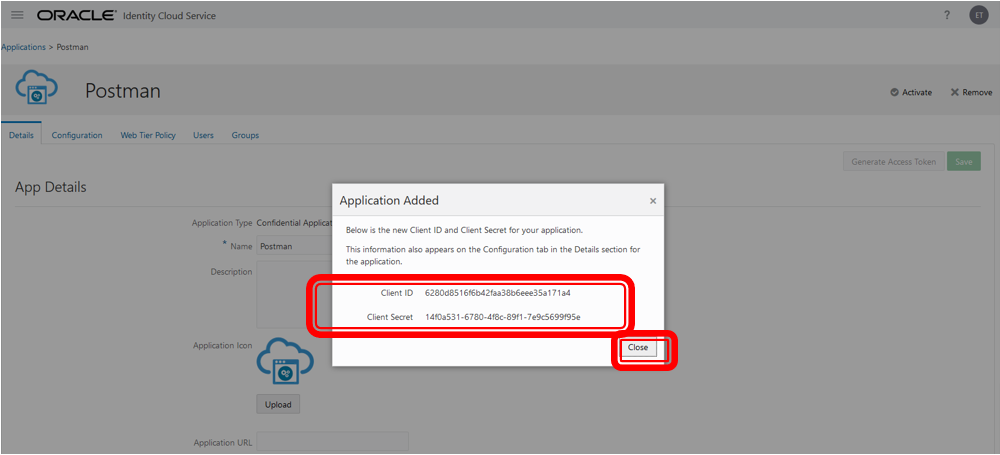 ORACLE Identity Cloud Service ? ET
Applications > Postman
Postman
Activate Remove
Details Configuration Web Tier Policy Users Groups
Generate Access Token Save
App Details
Application Added ×
Below is the new Client ID and Client Secret for your application.
This information also appears on the Configuration tab in the Details section for
the application.
Client ID 6280d8516f6b42faa38b6eee35a171a4
Client Secret 14f0a531-6780-4f8c-89f1-7e9c5699f95e
Close
Application Type Confidential Applicat
* Name Postman
Description
Application Icon
Upload
Application URL